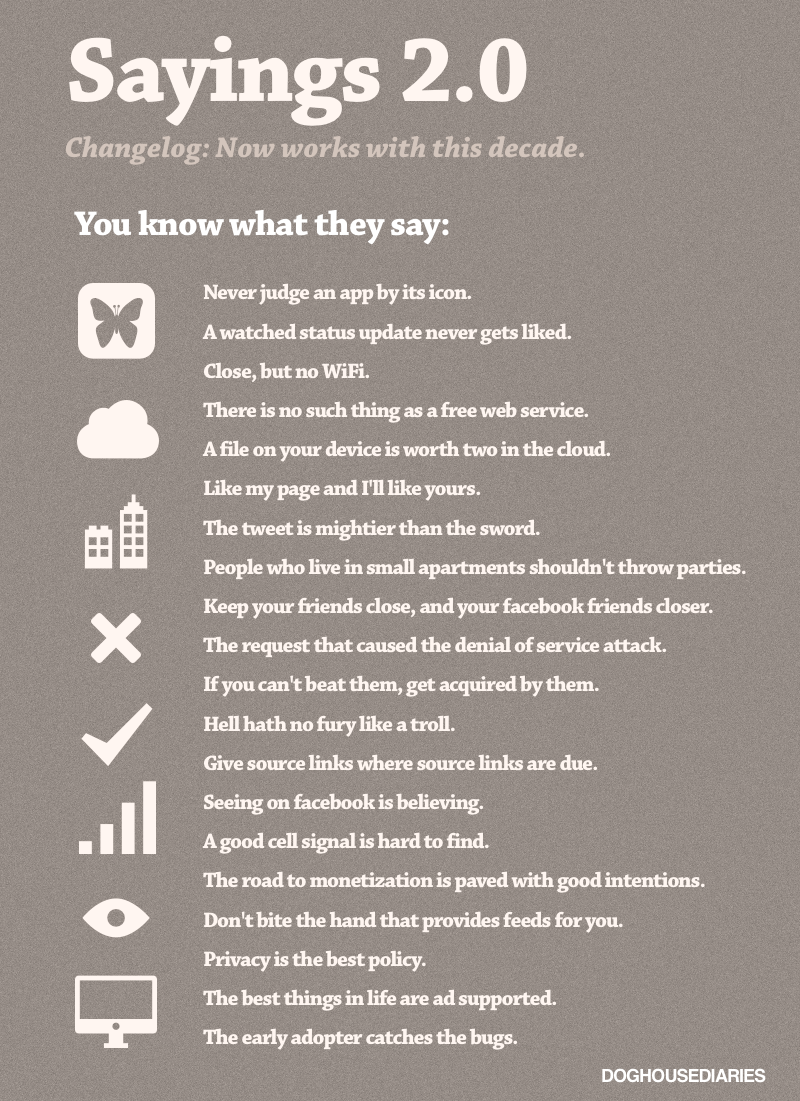 Sayings 2.0
Changelog: Now works with this decade.
You know what they say:
Never judge an app by its icon.
A watched status update never gets liked.
Close, but no WiFi.
There is no such thing as a free web service.
A file on your device is worth two in the cloud.
Like my page and I'll like yours.
The tweet is mightier than the sword.
People who live in small apartments shouldn't throw parties.
Keep your friends close, and your facebook friends closer.
The request that caused the denial of service attack.
If you can't beat them, get acquired by them.
Hell hath no fury like a troll.
Give source links where source links are due.
Seeing on facebook is believing.
A good cell signal is hard to find.
The road to monetization is paved with good intentions.
Don't bite the hand that provides feeds for you.
Privacy is the best policy.
The best things in life are ad supported.
The early adopter catches the bugs.
DOGHOUSEDIARIES